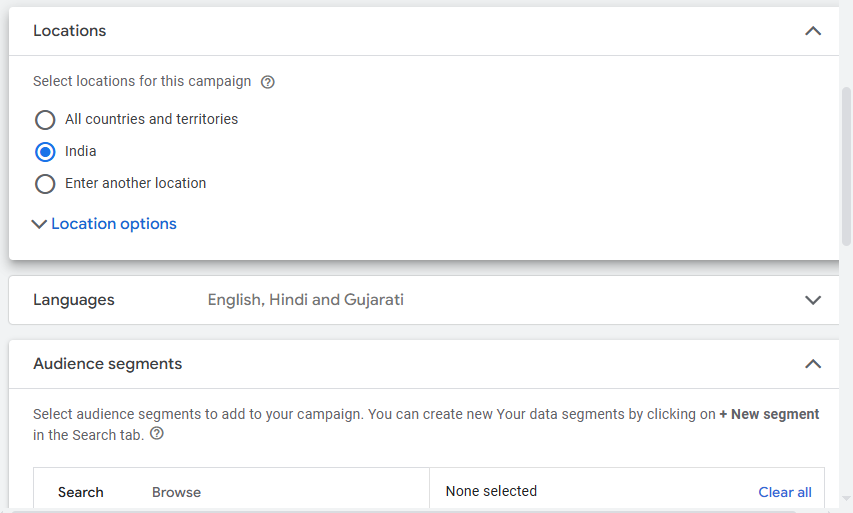 Locations
Select locations for this campaign ?
All countries and territories
India
Enter another location
Location options
Languages English, Hindi and Gujarati
Audience segments
Select audience segments to add to your campaign. You can create new Your data segments by clicking on + New segment
in the Search tab. ?
Search Browse None selected Clear all